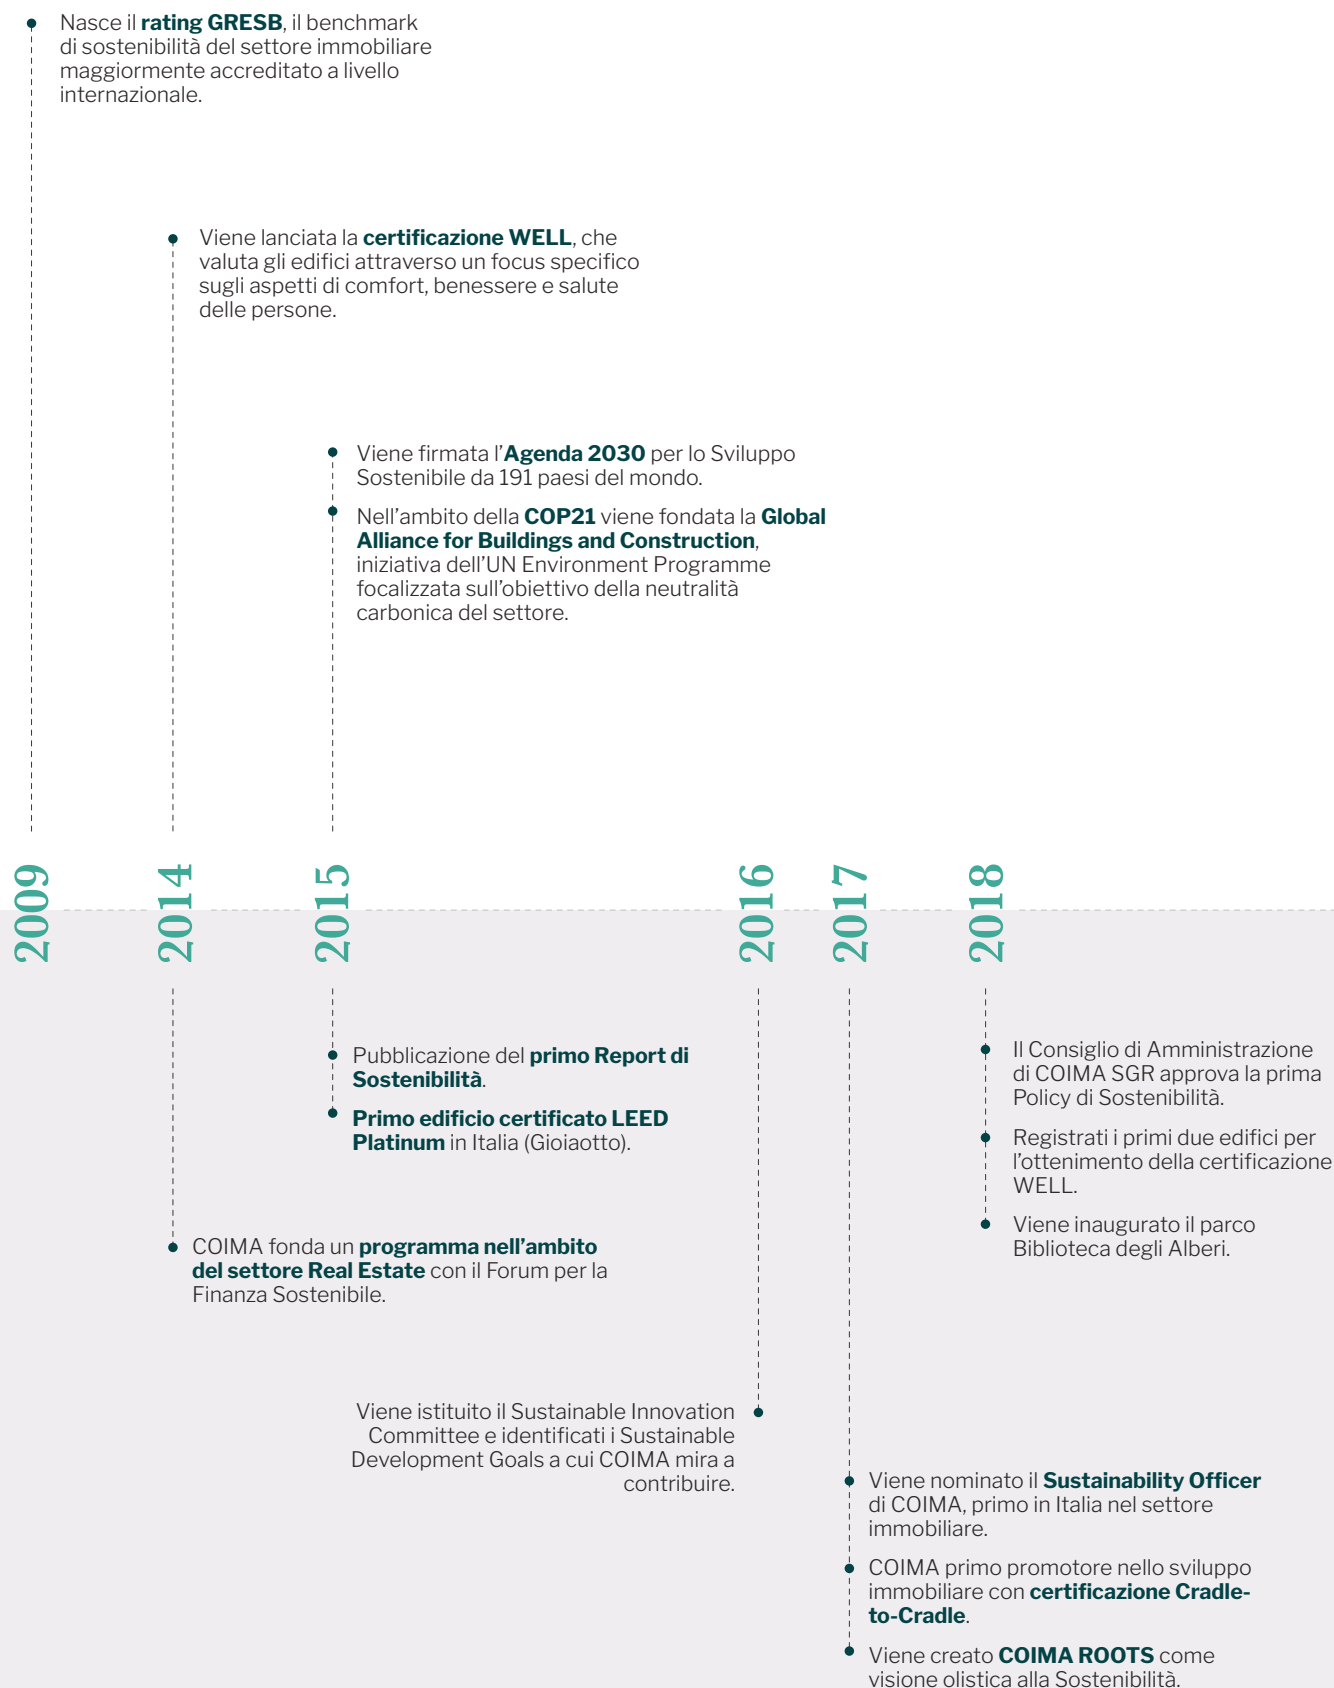 Nasce il rating GRESB, il benchmark
di sostenibilità del settore immobiliare
maggiormente accreditato a livello
internazionale.
Viene lanciata la certificazione WELL, che
valuta gli edifici attraverso un focus specifico
sugli aspetti di comfort, benessere e salute
delle persone.
Viene firmata l’Agenda 2030 per lo Sviluppo
Sostenibile da 191 paesi del mondo.
Nell’ambito della COP21 viene fondata la Global
Alliance for Buildings and Construction,
iniziativa dell’UN Environment Programme
focalizzata sull’obiettivo della neutralità
carbonica del settore.
2009
2014
2015
2016
2017
2018
Pubblicazione del primo Report di
Sostenibilità.
Primo edificio certificato LEED
Platinum in Italia (Gioiaotto).
Il Consiglio di Amministrazione
di COIMA SGR approva la prima
Policy di Sostenibilità.
Registrati i primi due edifici per
l’ottenimento della certificazione
WELL.
Viene inaugurato il parco
Biblioteca degli Alberi.
COIMA fonda un programma nell’ambito
del settore Real Estate con il Forum per la
Finanza Sostenibile.
Viene istituito il Sustainable Innovation
Committee e identificati i Sustainable
Development Goals a cui COIMA mira a
contribuire.
Viene nominato il Sustainability Officer
di COIMA, primo in Italia nel settore
immobiliare.
COIMA primo promotore nello sviluppo
immobiliare con certificazione Cradle-
to-Cradle.
Viene creato COIMA ROOTS come
visione olistica alla Sostenibilità.